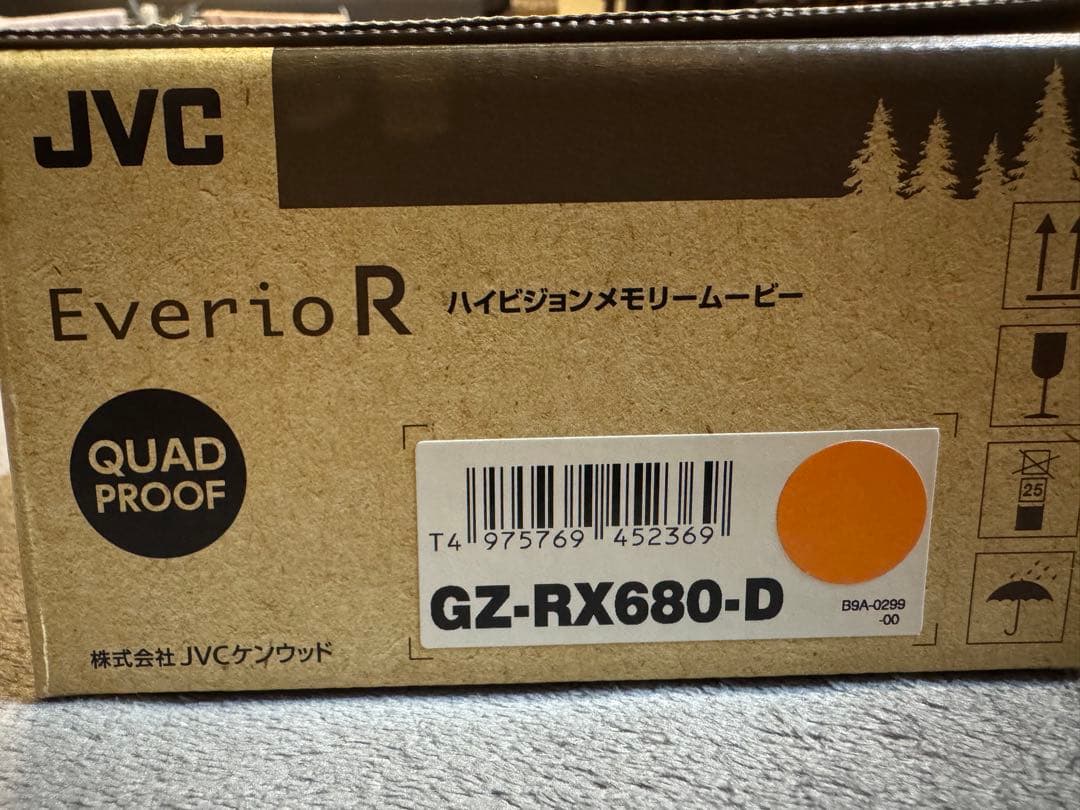 JVC
Everio R ハイビジョンメモリームービー
QUAD
PROOF
T4 975769 452369
GZ-RX680-D
B9A-0299
-00
25
株式会社 JVCケンウッド